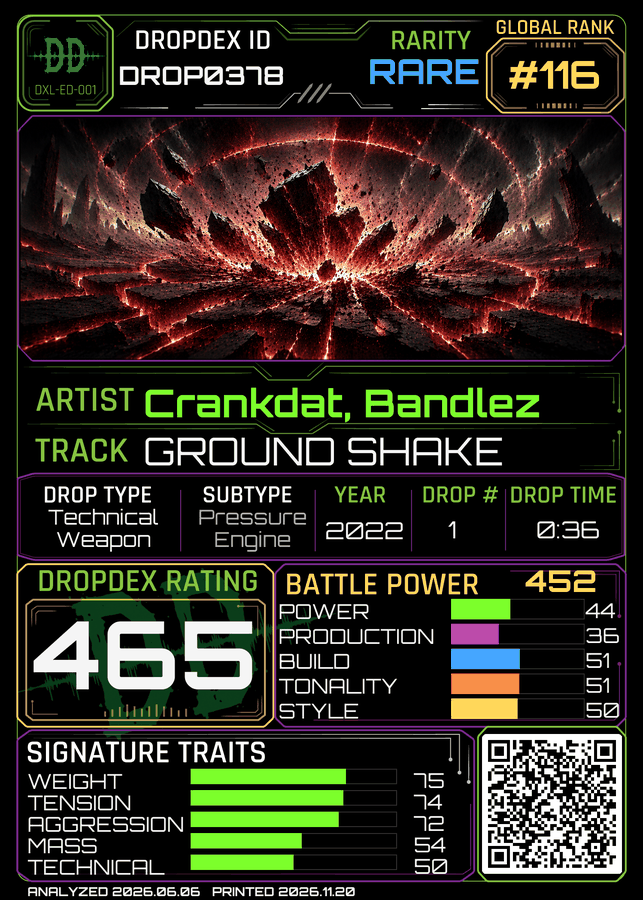 DD
DXL-ED-001
DROPDEX ID
DROP0378
RARITY
RARE
GLOBAL RANK
#116
ARTIST Crankdat, Bandlez
TRACK GROUND SHAKE
DROP TYPE
Technical
Weapon
SUBTYPE
Pressure
Engine
YEAR
2022
DROP #
1
DROP TIME
0:36
DROPDEX RATING
465
BATTLE POWER 452
POWER 44
PRODUCTION 36
BUILD 51
TONALITY 51
STYLE 50
SIGNATURE TRAITS
WEIGHT 75
TENSION 74
AGGRESSION 72
MASS 54
TECHNICAL 50
ANALYZED 2026.06.06 PRINTED 2026.11.20